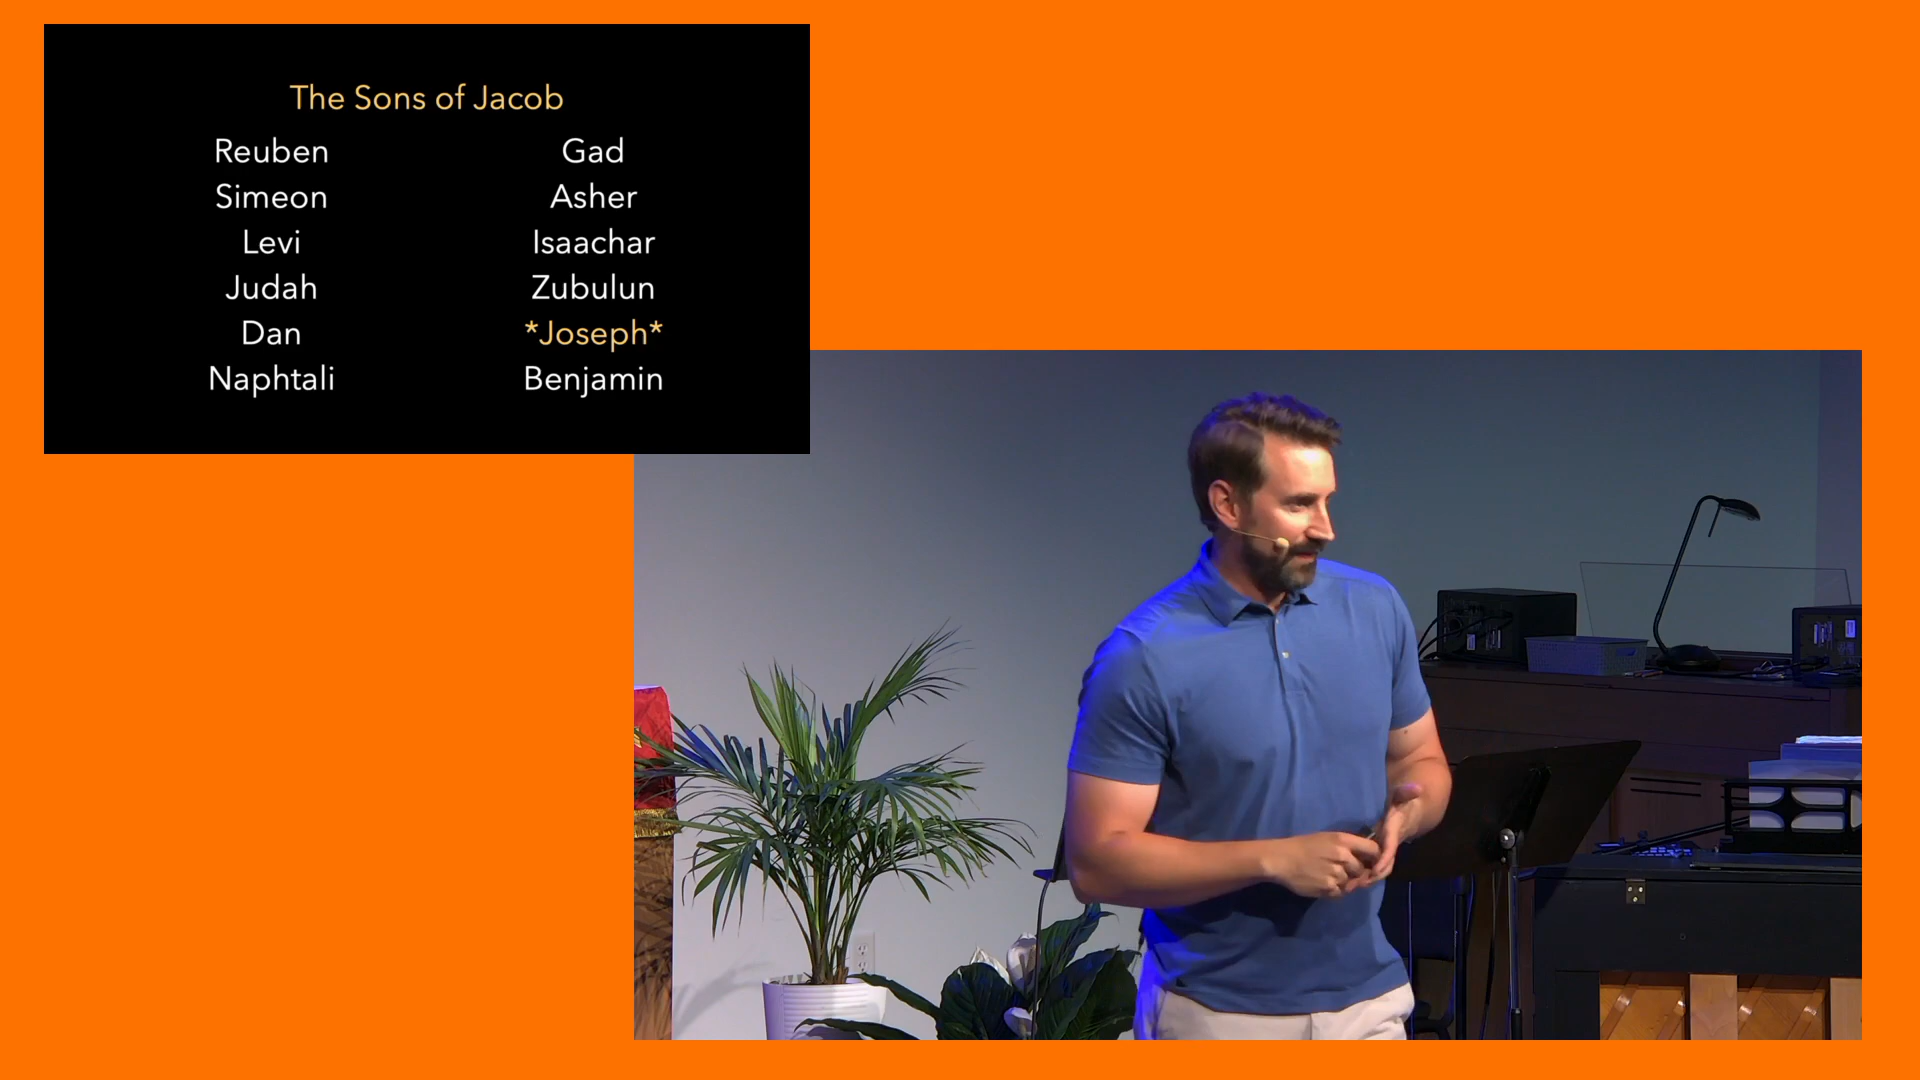 The Sons of Jacob
Reuben
Simeon
Levi
Judah
Dan
Naphtali
Gad
Asher
Isaachar
Zubulun
*Joseph*
Benjamin